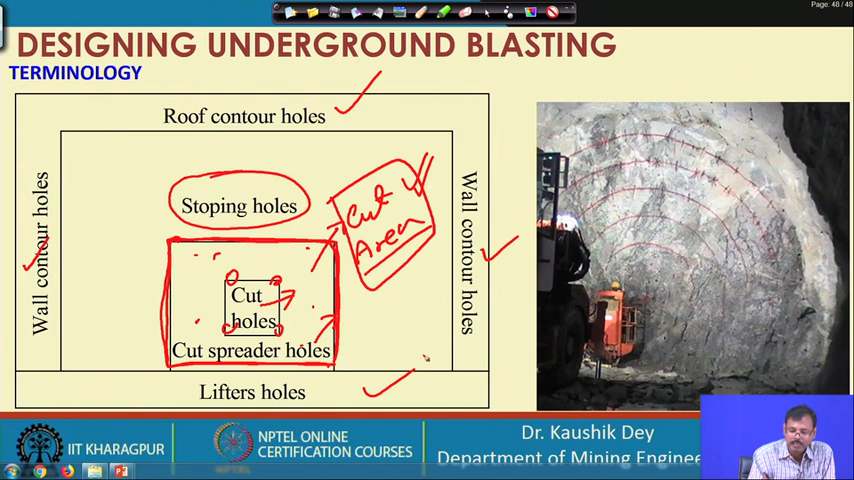 Page: 48 / 48
DESIGNING UNDERGROUND BLASTING
TERMINOLOGY
Roof contour holes
Wall contour holes
Stoping holes
Cut
Area
Wall contour holes
Cut
holes
Cut spreader holes
Lifters holes
IIT KHARAGPUR
NPTEL ONLINE
CERTIFICATION COURSES
Dr. Kaushik Dey
Department of Mining Enginee